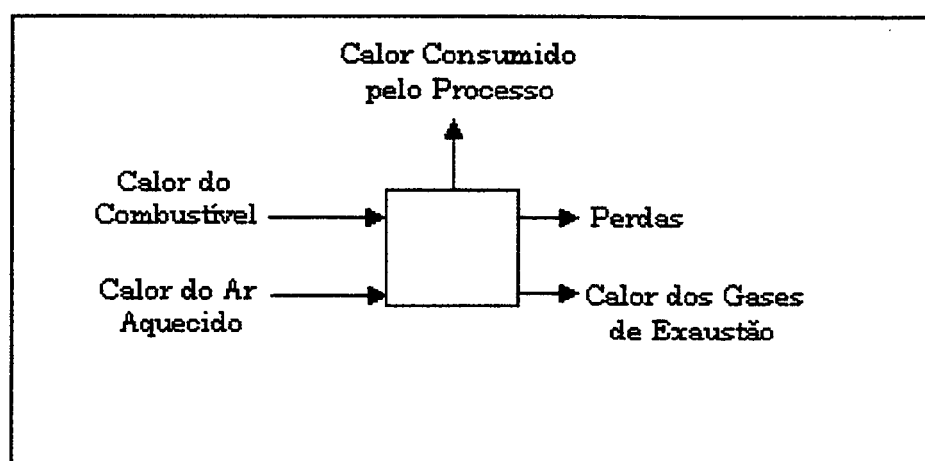 Calor Consumido
pelo Processo
Calor do
Combustível
Perdas
Calor do Ar
Aquecido
Calor dos Gases
de Exaustão